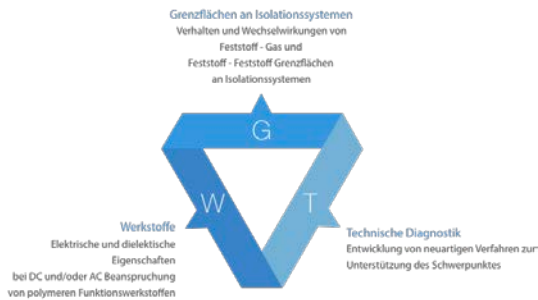 Grenzflächen an Isolationssystemen
Verhalten und Wechselwirkungen von
Feststoff - Gas und
Feststoff - Feststoff Grenzflächen
an Isolationssystemen
G
W
T
Werkstoffe
Elektrische und dielektische
Eigenschaften
bei DC und/oder AC Beanspruchung
von polymeren Funktionswerkstoffen
Technische Diagnostik
Entwicklung von neuartigen Verfahren zur
Unterstützung des Schwerpunktes